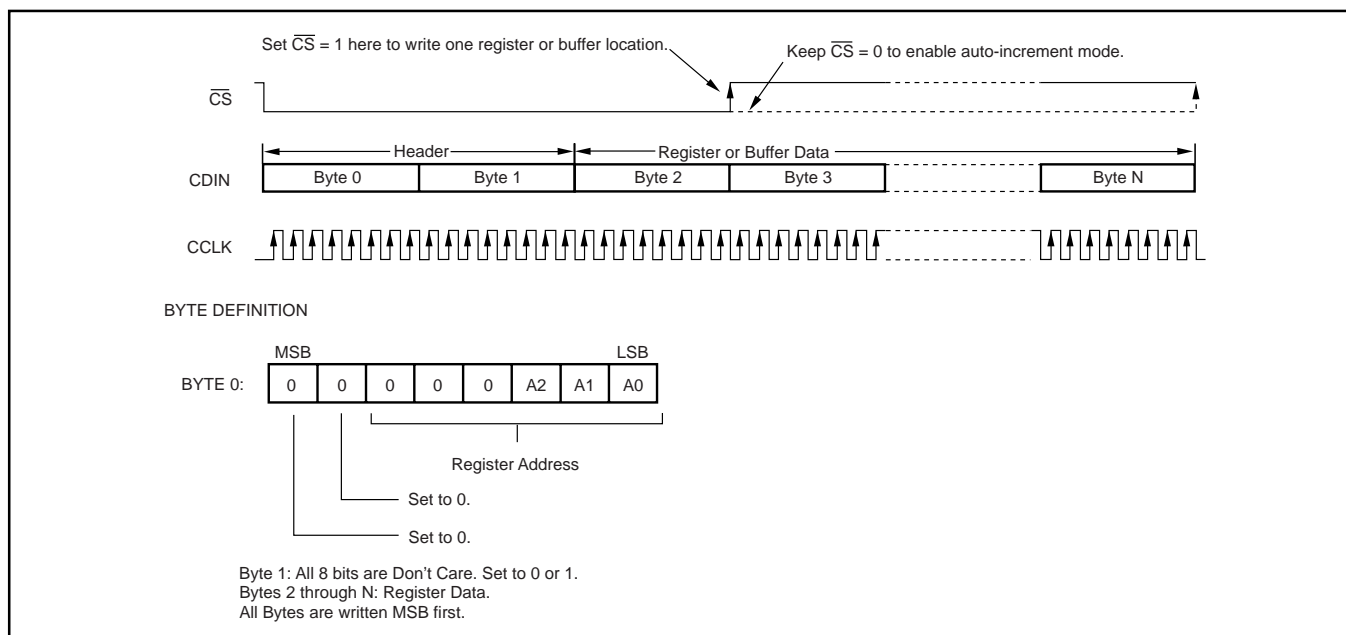 Set CS = 1 here to write one register or buffer location.
Keep CS = 0 to enable auto-increment mode.
CS
Header
Register or Buffer Data
CDIN
Byte 0
Byte 1
Byte 2
Byte 3
Byte N
CCLK
BYTE DEFINITION
MSB
LSB
BYTE 0:
0
0
0
0
0
A2
A1
A0
Register Address
Set to 0.
Set to 0.
Byte 1: All 8 bits are Don't Care. Set to 0 or 1.
Bytes 2 through N: Register Data.
All Bytes are written MSB first.